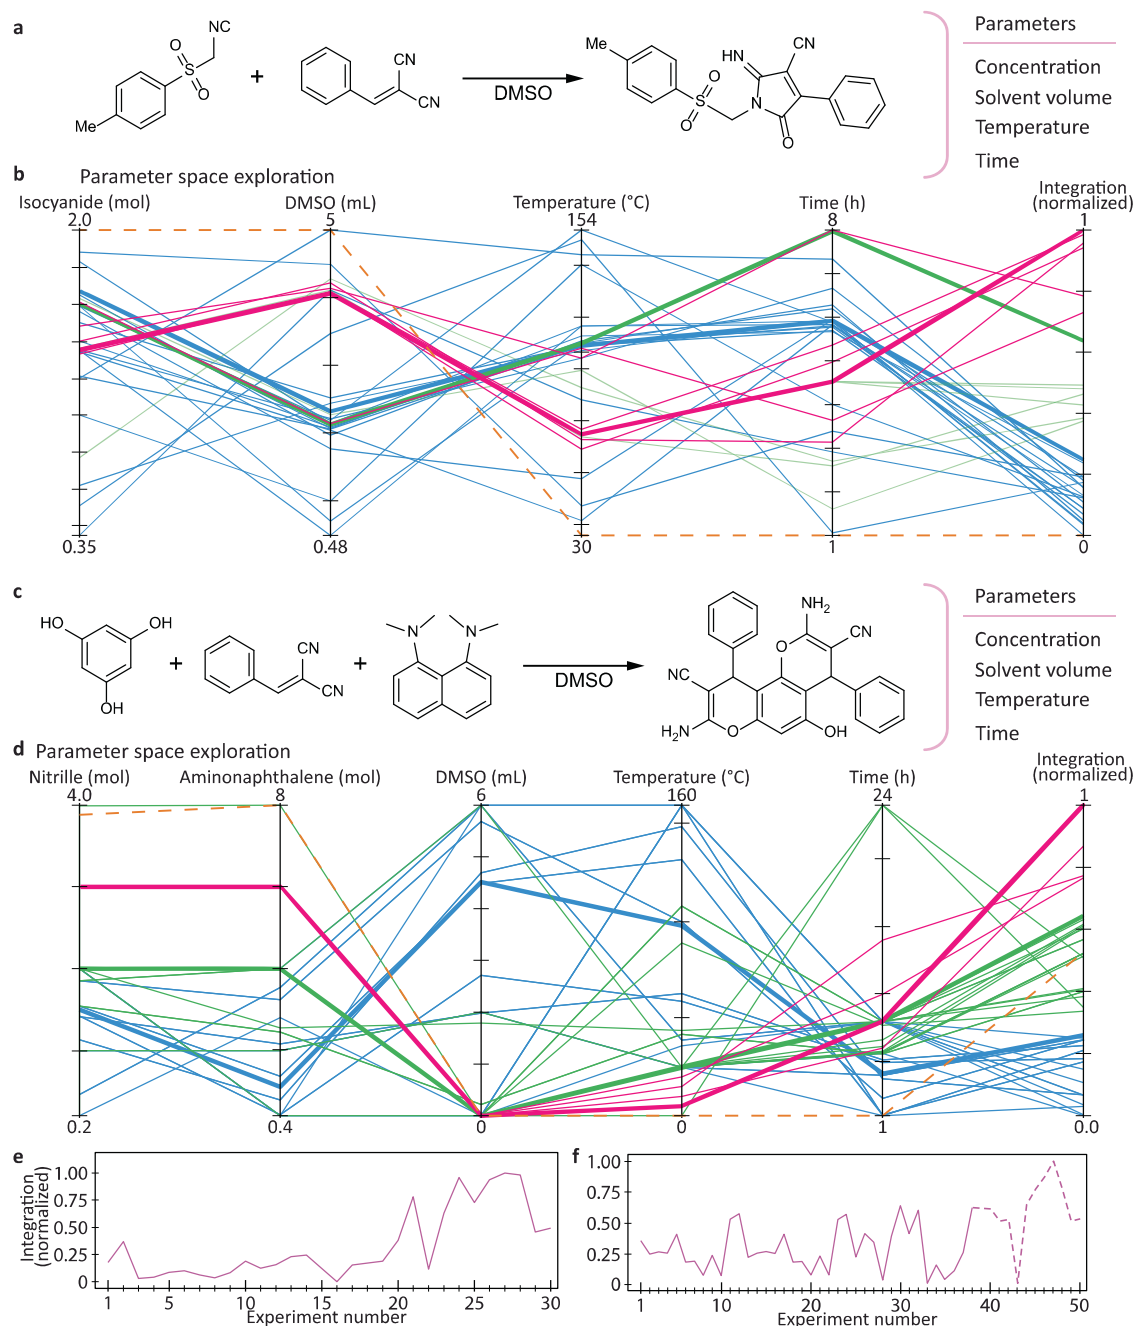 a
NC
O
S
O
Me
+
CN
CN
DMSO
Me
O
S
O
HN
CN
N
O
Parameters
Concentration
Solvent volume
Temperature
Time
b
Parameter space exploration
Isocyanide (mol)
DMSO (mL)
Temperature (°C)
Time (h)
Integration
(normalized)
2.0
5
154
8
1
0.35
0.48
30
1
0
c
HO
OH
OH
+
CN
CN
+
N
N
DMSO
NH2
CN
O
NC
H2N
O
OH
Parameters
Concentration
Solvent volume
Temperature
Time
d
Parameter space exploration
Nitrille (mol)
Aminonaphthalene (mol)
DMSO (mL)
Temperature (°C)
Time (h)
Integration
(normalized)
4.0
8
6
160
24
1
0.2
0.4
0
0
1
0.0
e
Integration
(normalized)
1.00
0.75
0.50
0.25
0
1
5
10
15
20
25
30
Experiment number
f
1.00
0.75
0.50
0.25
0
1
10
20
30
40
50
Experiment number